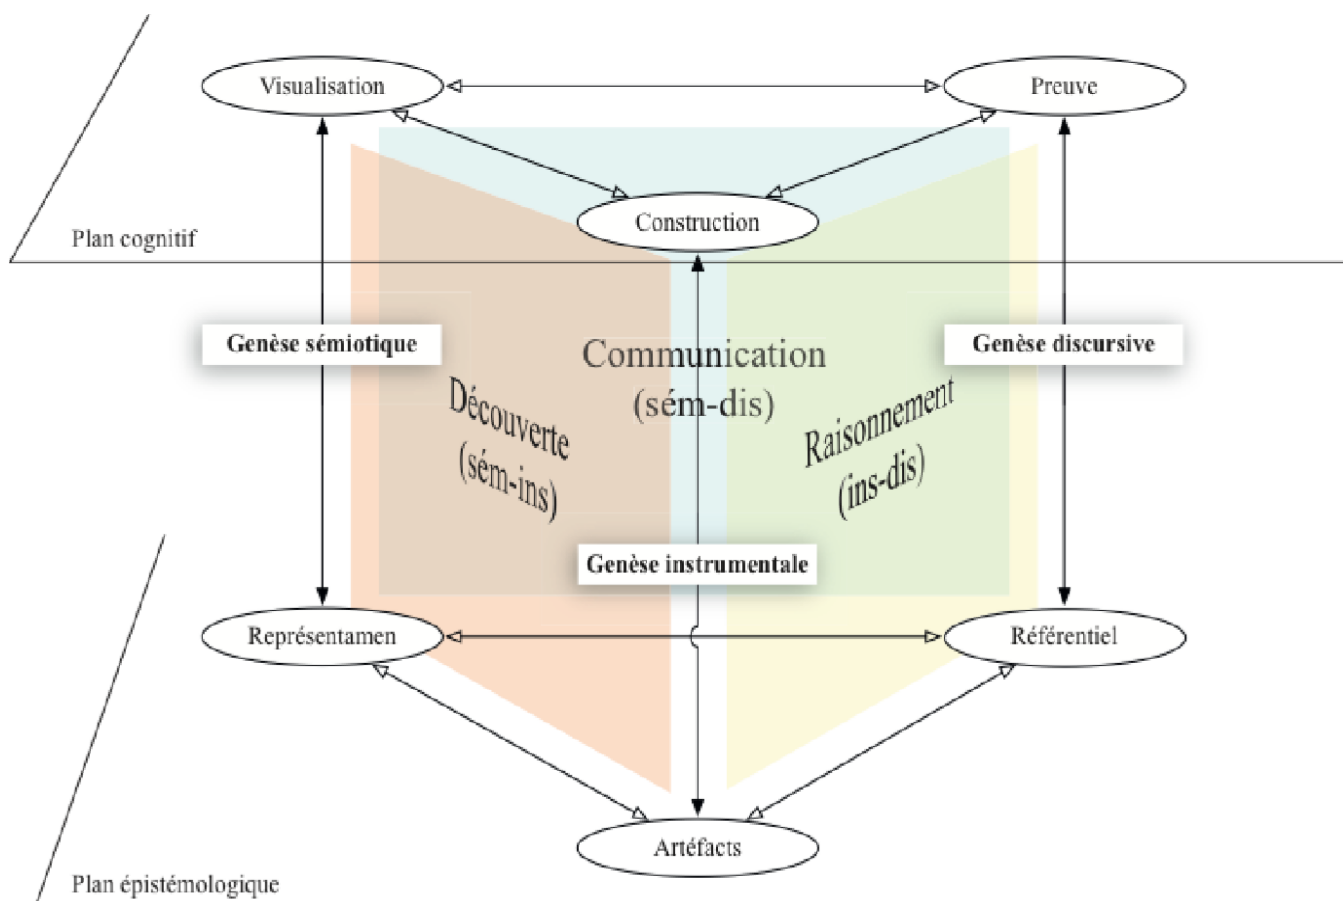 Visualisation
Preuve
Construction
Plan cognitif
Genèse sémiotique
Genèse discursive
Communication
(sém-dis)
Découverte
(sém-ins)
Raisonnement
(ins-dis)
Genèse instrumentale
Représentamen
Référentiel
Artéfacts
Plan épistémologique